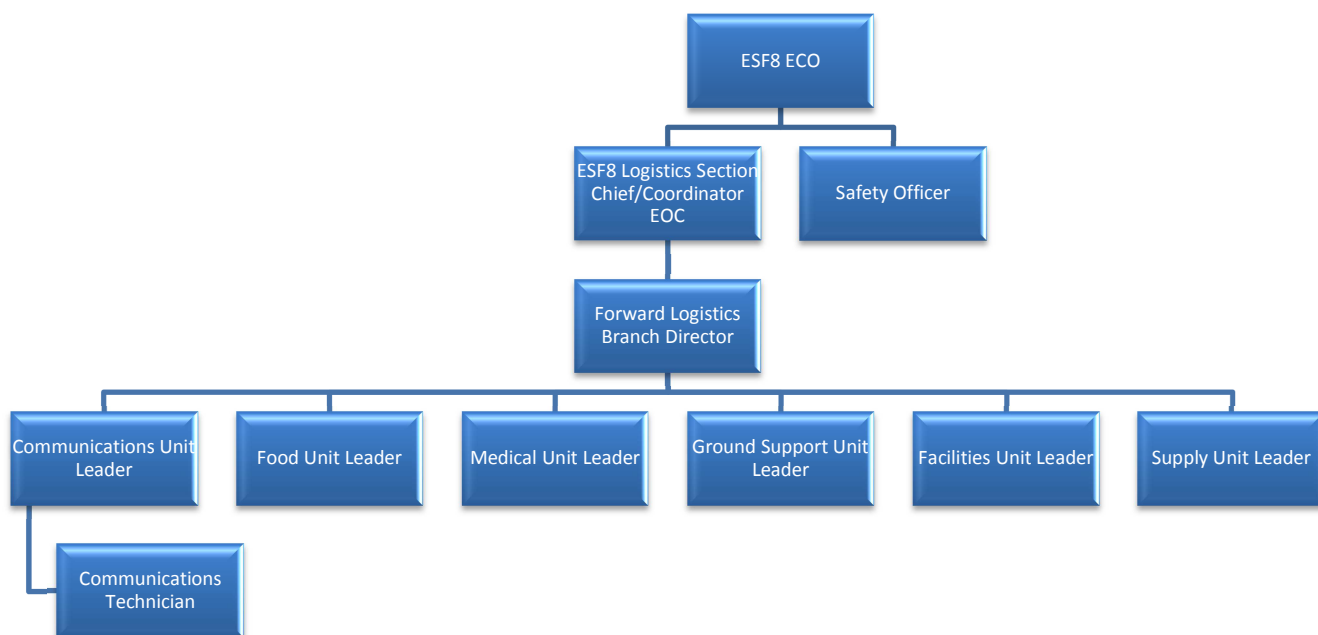 ESF8 ECO
ESF8 Logistics Section
Chief/Coordinator
EOC
Safety Officer
Forward Logistics
Branch Director
Communications Unit
Leader
Food Unit Leader
Medical Unit Leader
Ground Support Unit
Leader
Facilities Unit Leader
Supply Unit Leader
Communications
Technician